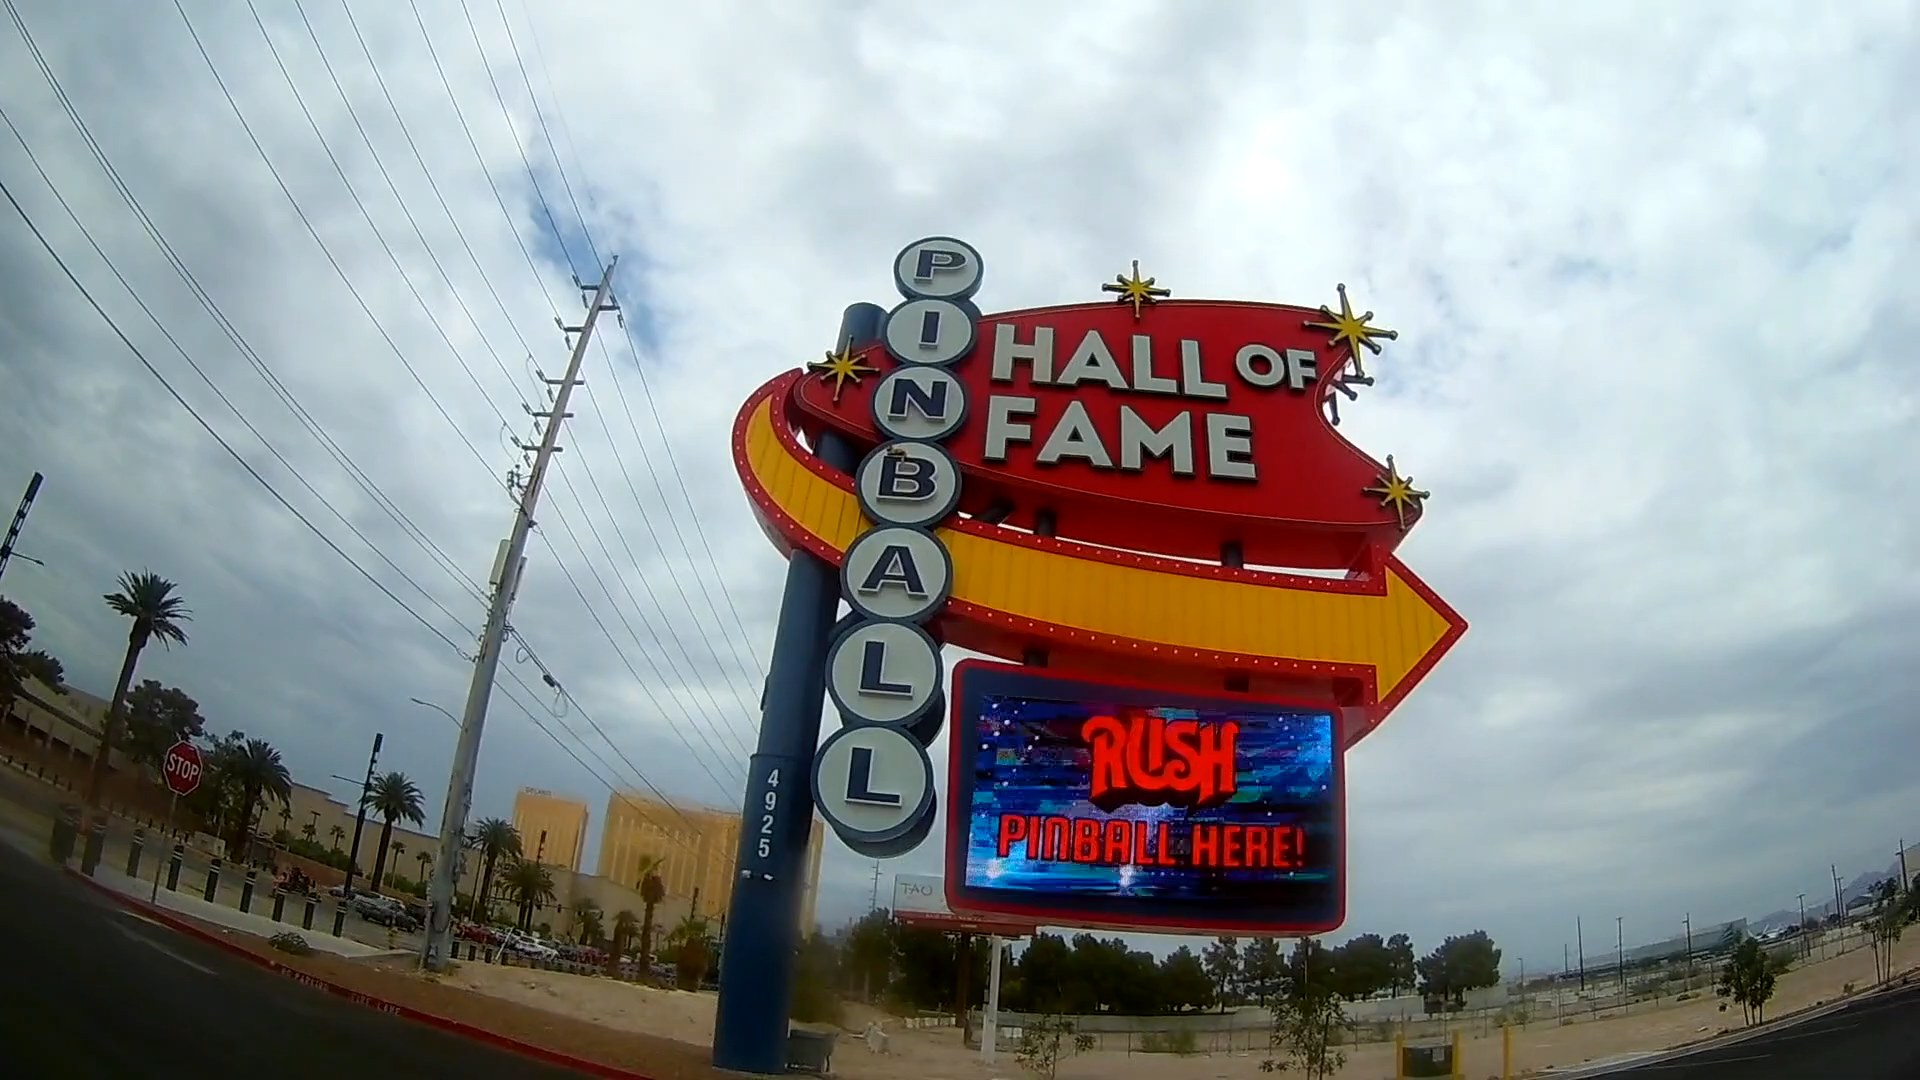 PINBALL
HALL OF
FAME
RUSH
PINBALL HERE!
4925
STOP
TAO